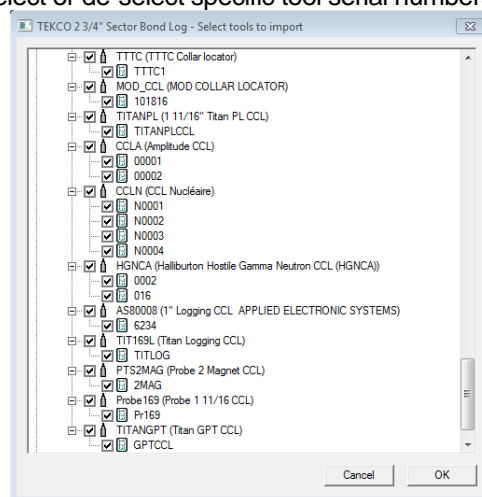 elect or de-select specific tool serial number
TEKCO 2 3/4" Sector Bond Log - Select tools to import
TTTC (TTTC Collar locator)
TTTC1
MOD_CCL (MOD COLLAR LOCATOR)
101816
TITANPL (1 11/16" Titan PL CCL)
TITANPLCCL
CCLA (Amplitude CCL)
00001
00002
CCLN (CCL Nucléaire)
N0001
N0002
N0003
N0004
HGNCA (Halliburton Hostile Gamma Neutron CCL (HGNCA))
0002
016
AS80008 (1" Logging CCL  APPLIED ELECTRONIC SYSTEMS)
6234
TIT169L (Titan Logging CCL)
TITLOG
PTS2MAG (Probe 2 Magnet CCL)
2MAG
Probe169 (Probe 1 11/16 CCL)
Pr169
TITANGPT (Titan GPT CCL)
GPTCCL
Cancel
OK